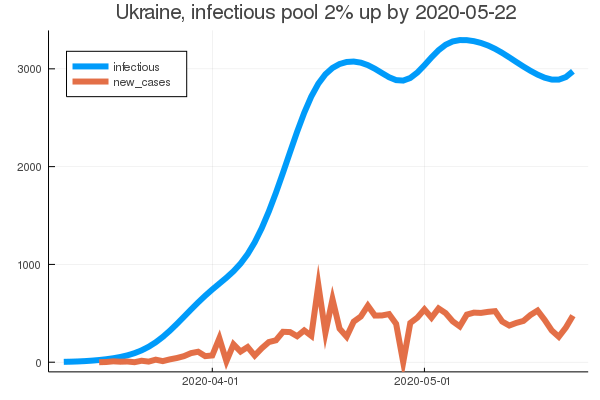 Ukraine, infectious pool 2% up by 2020-05-22
infectious
new_cases
3000
2000
1000
0
2020-04-01
2020-05-01